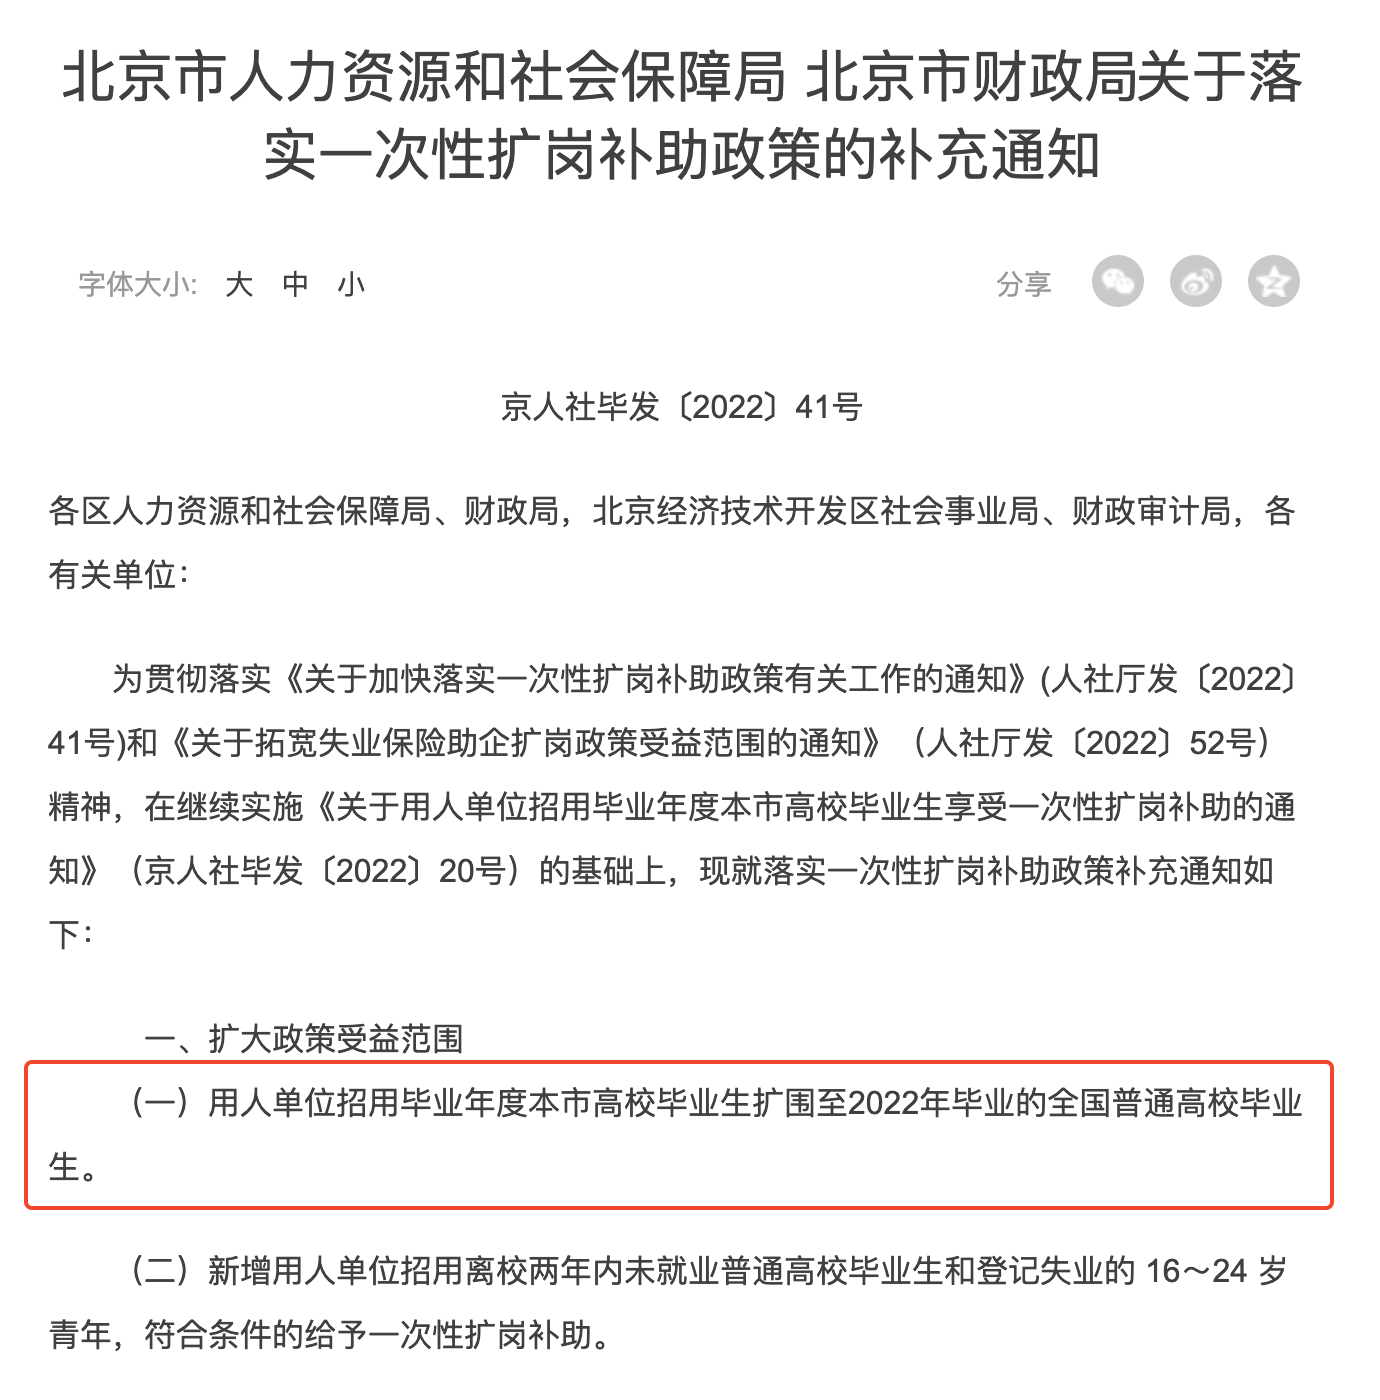 北京市人力资源和社会保障局 北京市财政局关于落
实一次性扩岗补助政策的补充通知
字体大小: 大 中 小 分享
京人社毕发〔2022〕41号
各区人力资源和社会保障局、财政局，北京经济技术开发区社会事业局、财政审计局，各
有关单位：
为贯彻落实《关于加快落实一次性扩岗补助政策有关工作的通知》(人社厅发〔2022〕
41号)和《关于拓宽失业保险助企扩岗政策受益范围的通知》（人社厅发〔2022〕52号）
精神，在继续实施《关于用人单位招用毕业年度本市高校毕业生享受一次性扩岗补助的通
知》（京人社毕发〔2022〕20号）的基础上，现就落实一次性扩岗补助政策补充通知如
下：
一、扩大政策受益范围
（一）用人单位招用毕业年度本市高校毕业生扩围至2022年毕业的全国普通高校毕业
生。
（二）新增用人单位招用离校两年内未就业普通高校毕业生和登记失业的 16～24 岁
青年，符合条件的给予一次性扩岗补助。